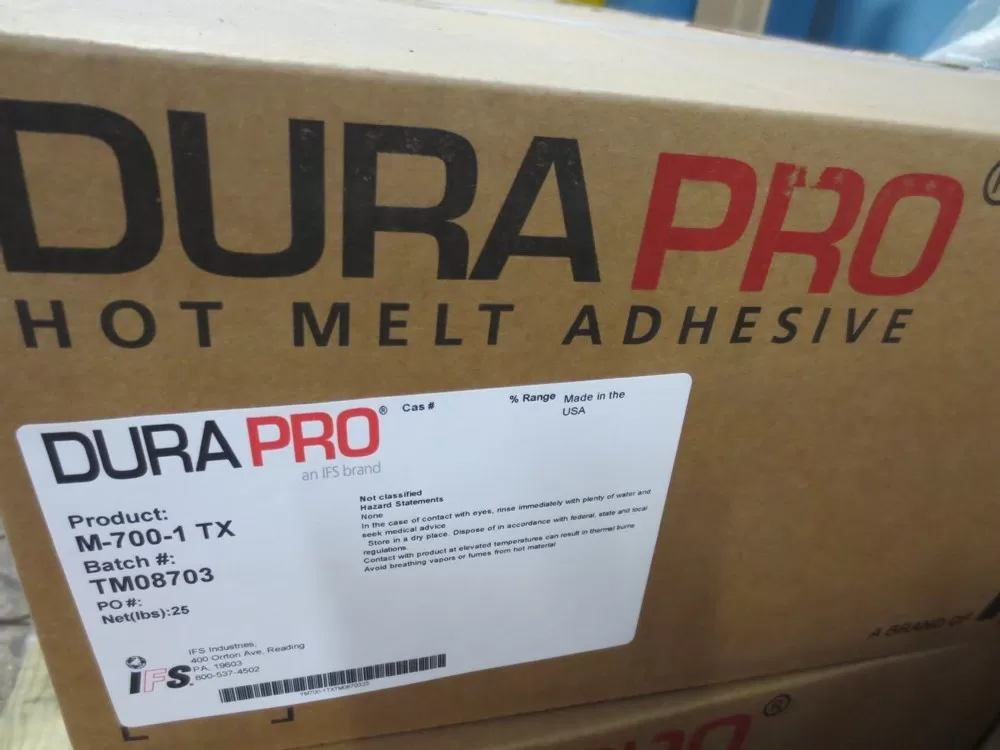 DURA PRO
HOT MELT ADHESIVE
DURA PRO®
an IFS brand
Cas #
% Range
Made in the
USA
Product:
M-700-1 TX
Batch #:
TM08703
PO #:
Net(lbs):25
Not classified
Hazard Statements
None
In the case of contact with eyes, rinse immediately with plenty of water and
seek medical advice
Store in a dry place. Dispose of in accordance with federal, state and local
regulations.
Contact with product at elevated temperatures can result in thermal burns
Avoid breathing vapors or fumes from hot material
IFS.
IFS Industries,
400 Orrton Ave, Reading
PA, 19603
800-537-4502
A BRAND OF
®